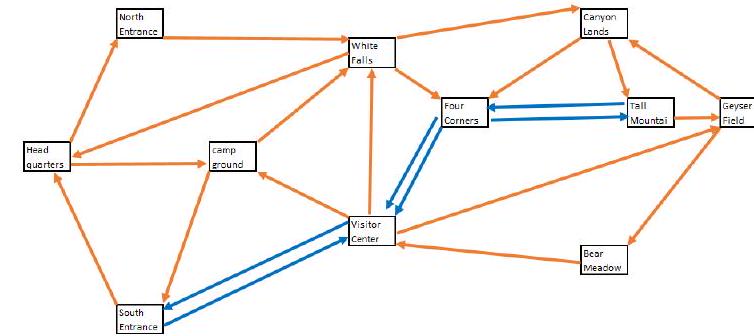 North
Entrance
Canyon
Lands
White
Falls
Four
Corners
Tall
Mountai
Geyser
Field
Head
quarters
camp
ground
Visitor
Center
Bear
Meadow
South
Entrance